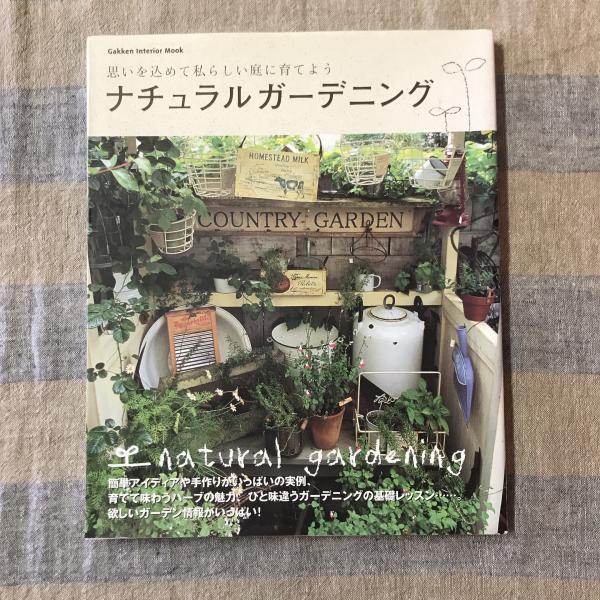 Gakken Interior Mook
思いを込めて私らしい庭に育てよう
ナチュラルガーデニング
HOMESTEAD MILK
COUNTRY GARDEN
natural gardening
簡単アイディアや手作りがいっぱいの実例、
育てて味わうハーブの魅力、ひと味違うガーデニングの基礎レッスン……
欲しいガーデン情報がいっぱい!